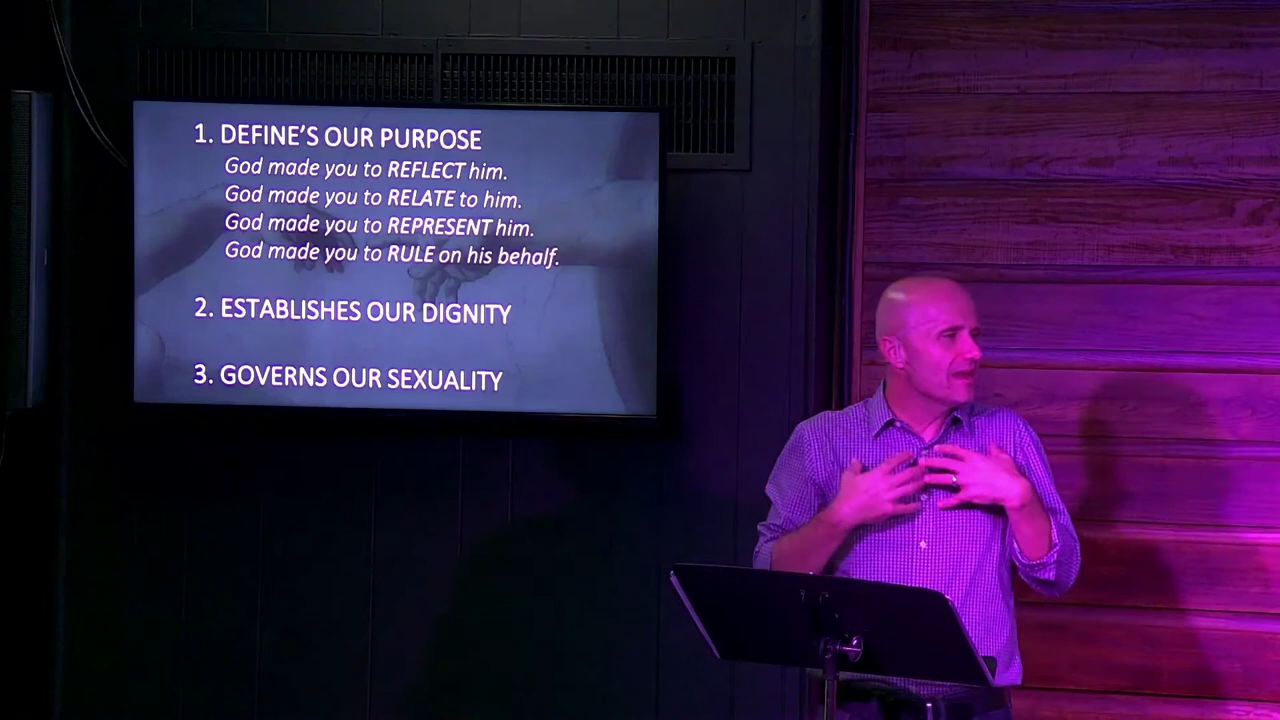 1. DEFINE'S OUR PURPOSE
God made you to REFLECT him.
God made you to RELATE to him.
God made you to REPRESENT him.
God made you to RULE on his behalf.
2. ESTABLISHES OUR DIGNITY
3. GOVERNS OUR SEXUALITY